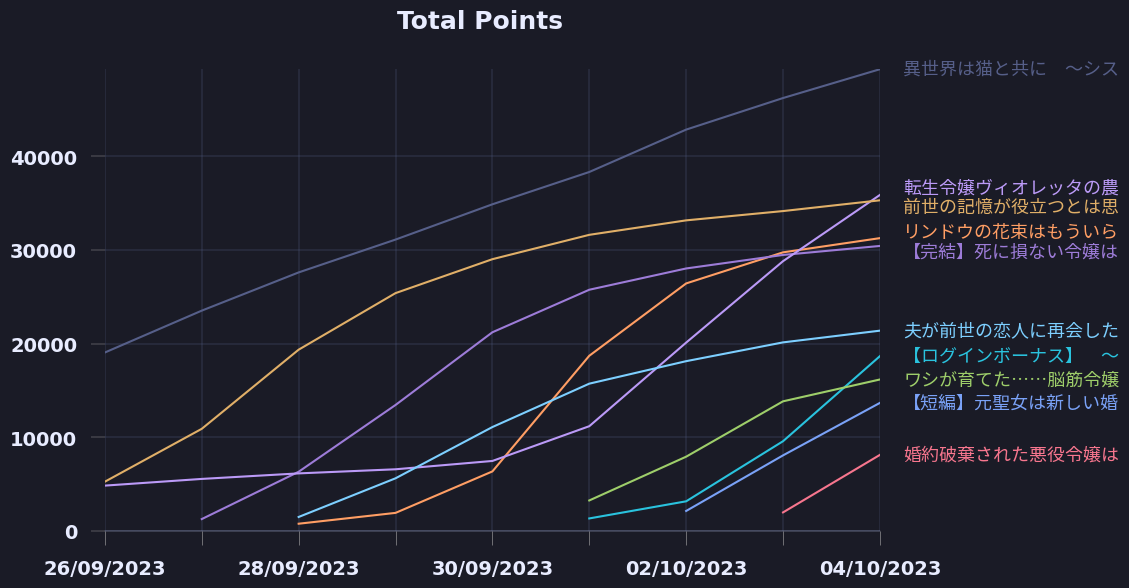 Total Points
異世界は猫と共に　～シス
40000
転生令嬢ヴィオレッタの農
前世の記憶が役立つとは思
リンドウの花束はもういら
30000
【完結】死に損ない令嬢は
夫が前世の恋人に再会した
20000
【ログインボーナス】　～
ワシが育てた……脳筋令嬢
【短編】元聖女は新しい婚
10000
婚約破棄された悪役令嬢は
0
26/09/2023 28/09/2023 30/09/2023 02/10/2023 04/10/2023